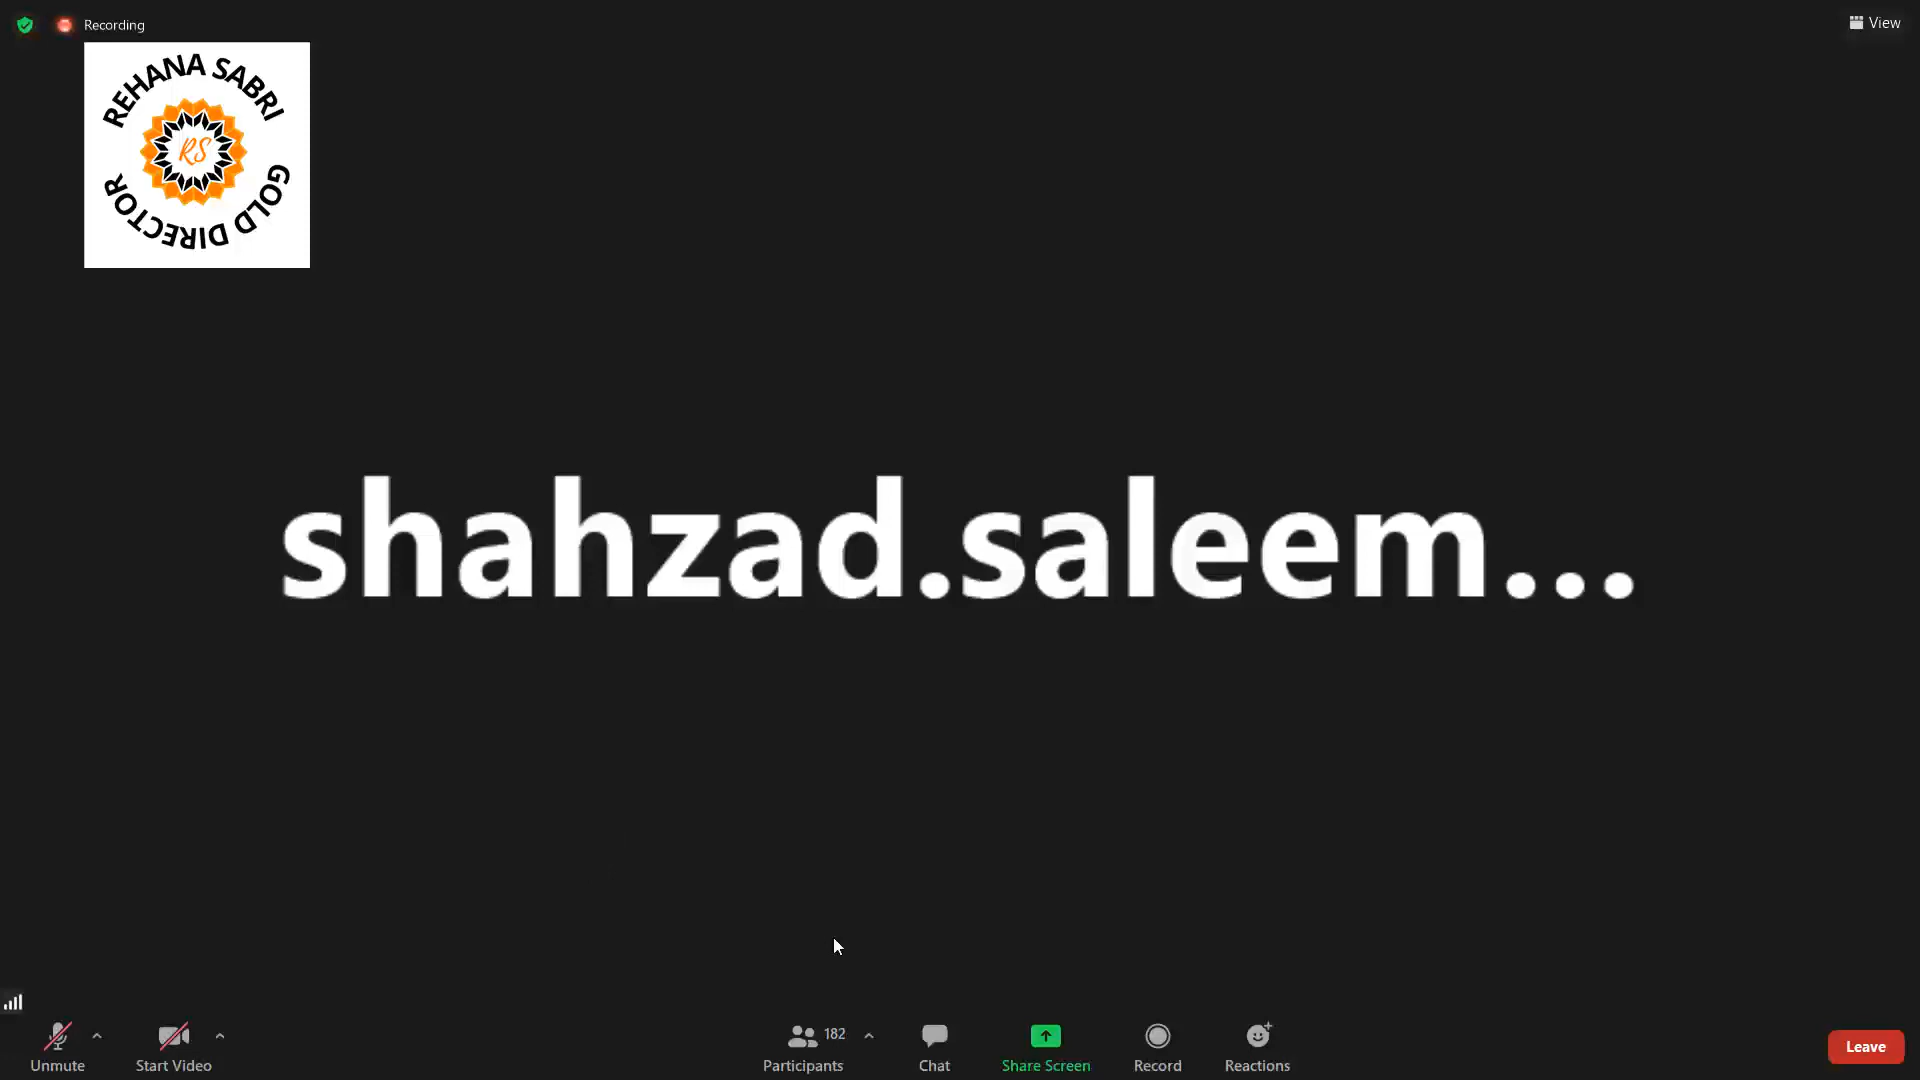 Recording
View
REHANA SABRI
RS
GOLD DIRECTOR
shahzad.saleem...
182
Unmute
Start Video
Participants
Chat
Share Screen
Record
Reactions
Leave